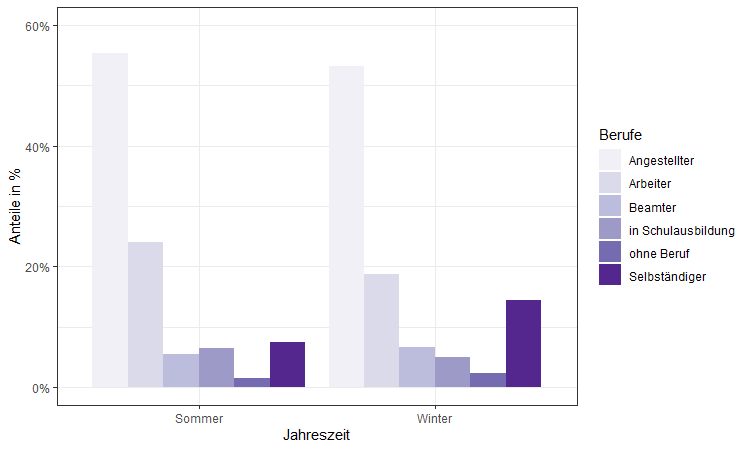 60%
40%
20%
0%
Anteile in %
Sommer
Winter
Jahreszeit
Berufe
Angestellter
Arbeiter
Beamter
in Schulausbildung
ohne Beruf
Selbständiger